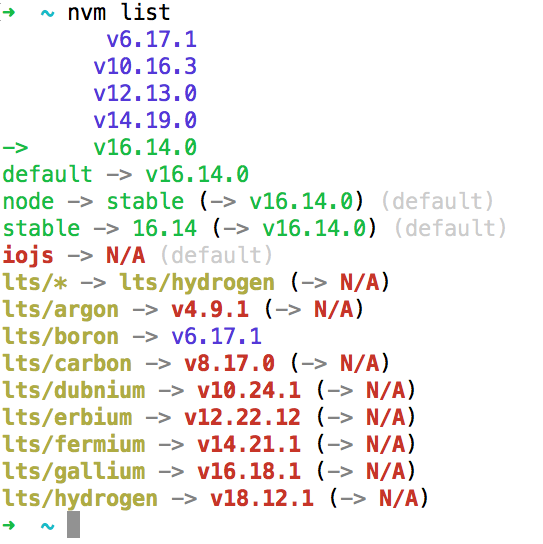 ➜  ~ nvm list
        v6.17.1
       v10.16.3
       v12.13.0
       v14.19.0
->     v16.14.0
default -> v16.14.0
node -> stable (-> v16.14.0) (default)
stable -> 16.14 (-> v16.14.0) (default)
iojs -> N/A (default)
lts/* -> lts/hydrogen (-> N/A)
lts/argon -> v4.9.1 (-> N/A)
lts/boron -> v6.17.1
lts/carbon -> v8.17.0 (-> N/A)
lts/dubnium -> v10.24.1 (-> N/A)
lts/erbium -> v12.22.12 (-> N/A)
lts/fermium -> v14.21.1 (-> N/A)
lts/gallium -> v16.18.1 (-> N/A)
lts/hydrogen -> v18.12.1 (-> N/A)
➜  ~